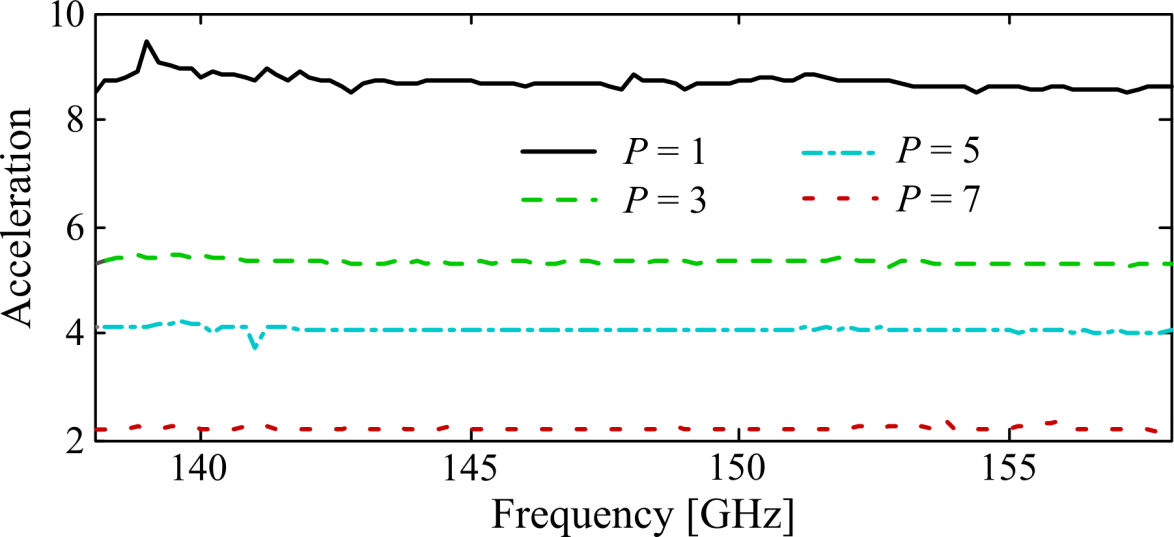 10
8
6
4
2
Acceleration
P = 1
P = 5
P = 3
P = 7
140
145
150
155
Frequency [GHz]